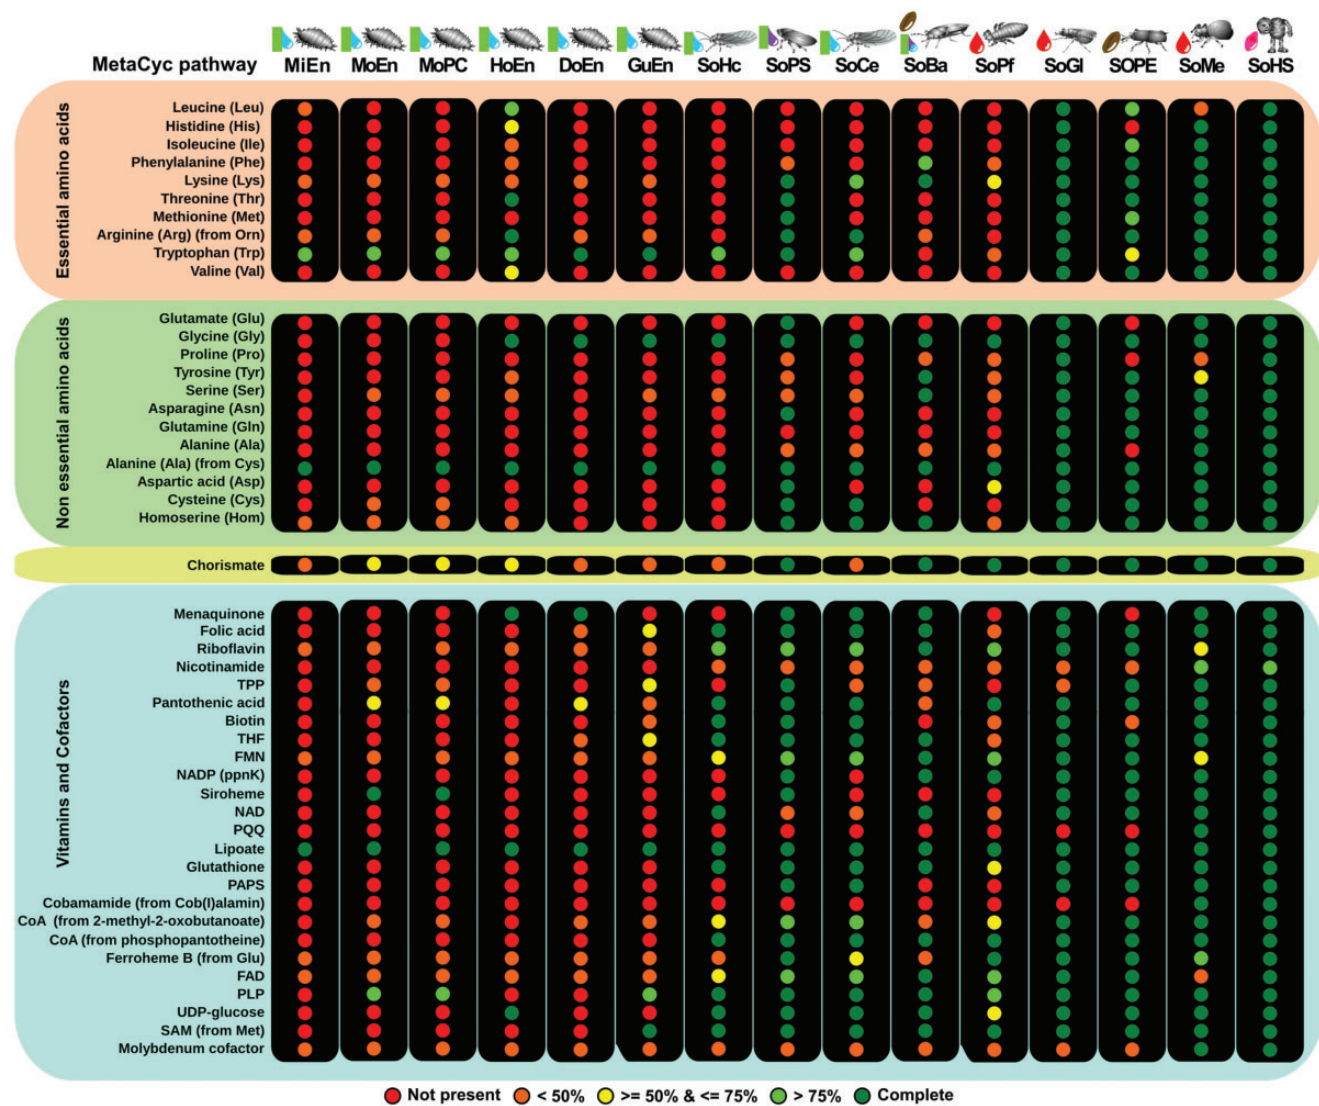 MetaCyc pathway MiEn MoEn MoPC HoEn DoEn GuEn SoHc SoPS SoCe SoBa SoPf SoGl SOPE SoMe SoHS
Essential amino acids
Leucine (Leu)
Histidine (His)
Isoleucine (Ile)
Phenylalanine (Phe)
Lysine (Lys)
Threonine (Thr)
Methionine (Met)
Arginine (Arg) (from Orn)
Tryptophan (Trp)
Valine (Val)
Non essential amino acids
Glutamate (Glu)
Glycine (Gly)
Proline (Pro)
Tyrosine (Tyr)
Serine (Ser)
Asparagine (Asn)
Glutamine (Gln)
Alanine (Ala)
Alanine (Ala) (from Cys)
Aspartic acid (Asp)
Cysteine (Cys)
Homoserine (Hom)
Chorismate
Vitamins and Cofactors
Menaquinone
Folic acid
Riboflavin
Nicotinamide
TPP
Pantothenic acid
Biotin
THF
FMN
NADP (ppnK)
Siroheme
NAD
PQQ
Lipoate
Glutathione
PAPS
Cobamamide (from Cob(I)alamin)
CoA (from 2-methyl-2-oxobutanoate)
CoA (from phosphopantotheine)
Ferroheme B (from Glu)
FAD
PLP
UDP-glucose
SAM (from Met)
Molybdenum cofactor
Not present < 50% >= 50% & <= 75% > 75% Complete